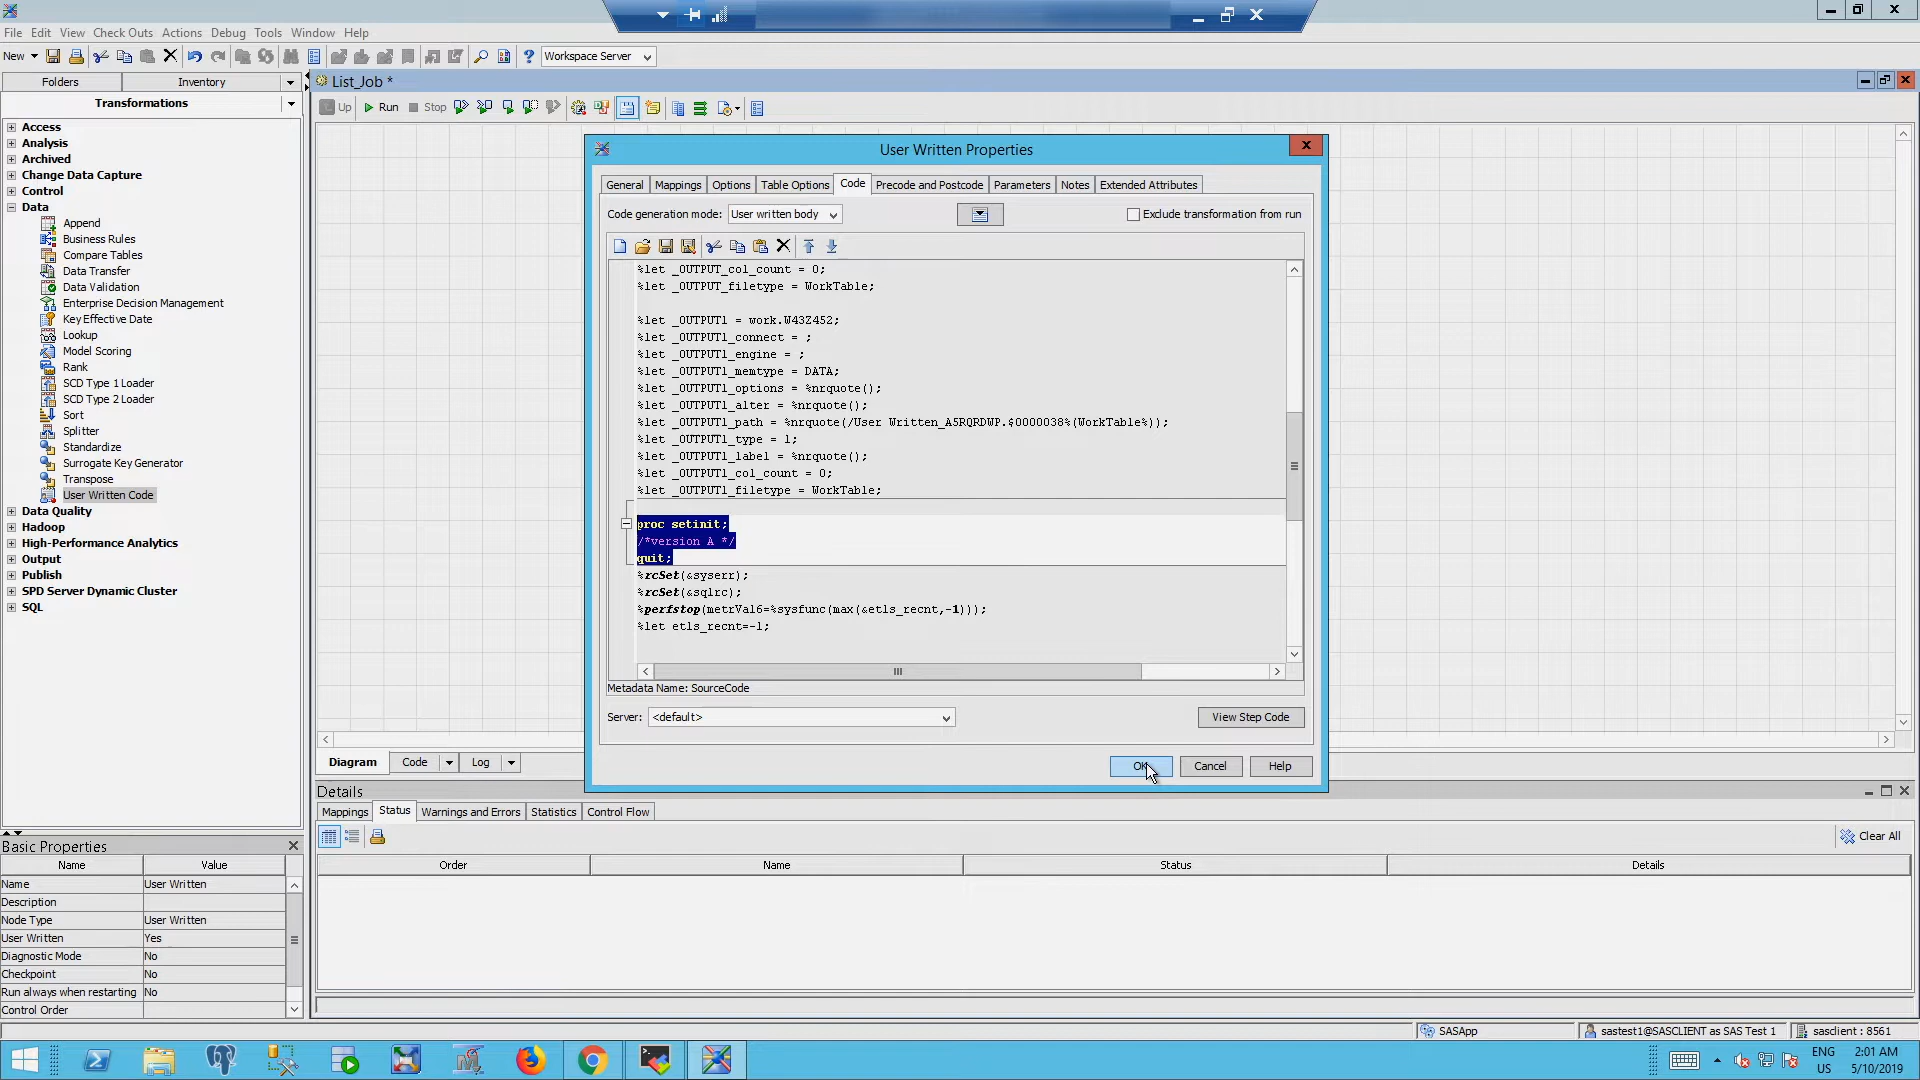 File Edit View Check Outs Actions Debug Tools Window Help
New Workspace Server
Folders Inventory
Transformations
Access
Analysis
Archived
Change Data Capture
Control
Data
Append
Business Rules
Compare Tables
Data Transfer
Data Validation
Enterprise Decision Management
Key Effective Date
Lookup
Model Scoring
Rank
SCD Type 1 Loader
SCD Type 2 Loader
Sort
Splitter
Standardize
Surrogate Key Generator
Transpose
User Written Code
Data Quality
Hadoop
High-Performance Analytics
Output
Publish
SPD Server Dynamic Cluster
SQL
Basic Properties
Name Value
Name User Written
Description
Node Type User Written
User Written Yes
Diagnostic Mode No
Checkpoint No
Run always when restarting No
Control Order
List_Job *
Up Run Stop
User Written Properties
General Mappings Options Table Options Code Precode and Postcode Parameters Notes Extended Attributes
Code generation mode: User written body Exclude transformation from run
%let _OUTPUT_col_count = 0;
%let _OUTPUT_filetype = WorkTable;
%let _OUTPUT1 = work.W43Z452;
%let _OUTPUT1_connect = ;
%let _OUTPUT1_engine = ;
%let _OUTPUT1_memtype = DATA;
%let _OUTPUT1_options = %nrquote();
%let _OUTPUT1_alter = %nrquote();
%let _OUTPUT1_path = %nrquote(/User Written_A5RQRDWP.$0000038%(WorkTable%));
%let _OUTPUT1_type = 1;
%let _OUTPUT1_label = %nrquote();
%let _OUTPUT1_col_count = 0;
%let _OUTPUT1_filetype = WorkTable;
proc setinit;
/*version A */
quit;
%rcSet(&syserr);
%rcSet(&sqlrc);
%perfstop(metrVal6=%sysfunc(max(&etls_recnt,-1)));
%let etls_recnt=-1;
Metadata Name: SourceCode
Server: <default> View Step Code
OK Cancel Help
Diagram Code Log
Details
Mappings Status Warnings and Errors Statistics Control Flow
Clear All
Order Name Status Details
SASApp sastest1@SASCLIENT as SAS Test 1 sasclient : 8561
ENG 2:01 AM
US 5/10/2019